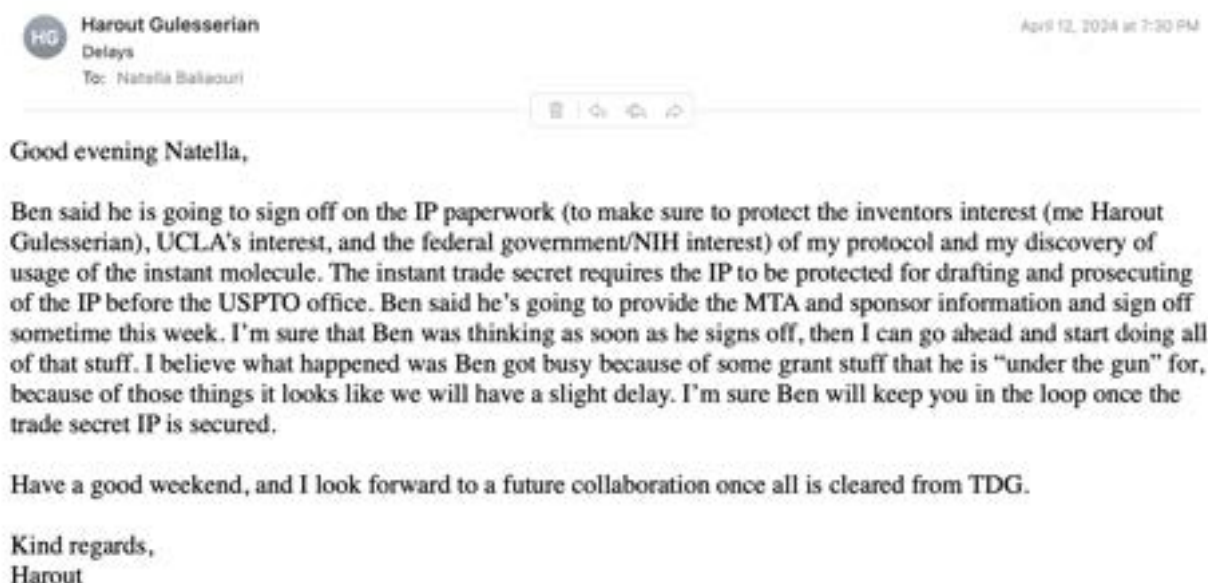 HG
Harout Gulesserian
April 12, 2024 at 7:30 PM
Delays
To: Natella Baliaouri
Good evening Natella,
Ben said he is going to sign off on the IP paperwork (to make sure to protect the inventors interest (me Harout
Gulesserian), UCLA's interest, and the federal government/NIH interest) of my protocol and my discovery of
usage of the instant molecule. The instant trade secret requires the IP to be protected for drafting and prosecuting
of the IP before the USPTO office. Ben said he's going to provide the MTA and sponsor information and sign off
sometime this week. I'm sure that Ben was thinking as soon as he signs off, then I can go ahead and start doing all
of that stuff. I believe what happened was Ben got busy because of some grant stuff that he is “under the gun” for,
because of those things it looks like we will have a slight delay. I'm sure Ben will keep you in the loop once the
trade secret IP is secured.
Have a good weekend, and I look forward to a future collaboration once all is cleared from TDG.
Kind regards,
Harout